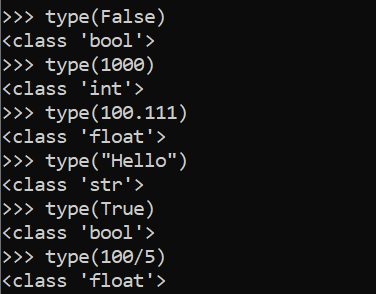 >>> type(False)
<class 'bool'>
>>> type(1000)
<class 'int'>
>>> type(100.111)
<class 'float'>
>>> type("Hello")
<class 'str'>
>>> type(True)
<class 'bool'>
>>> type(100/5)
<class 'float'>